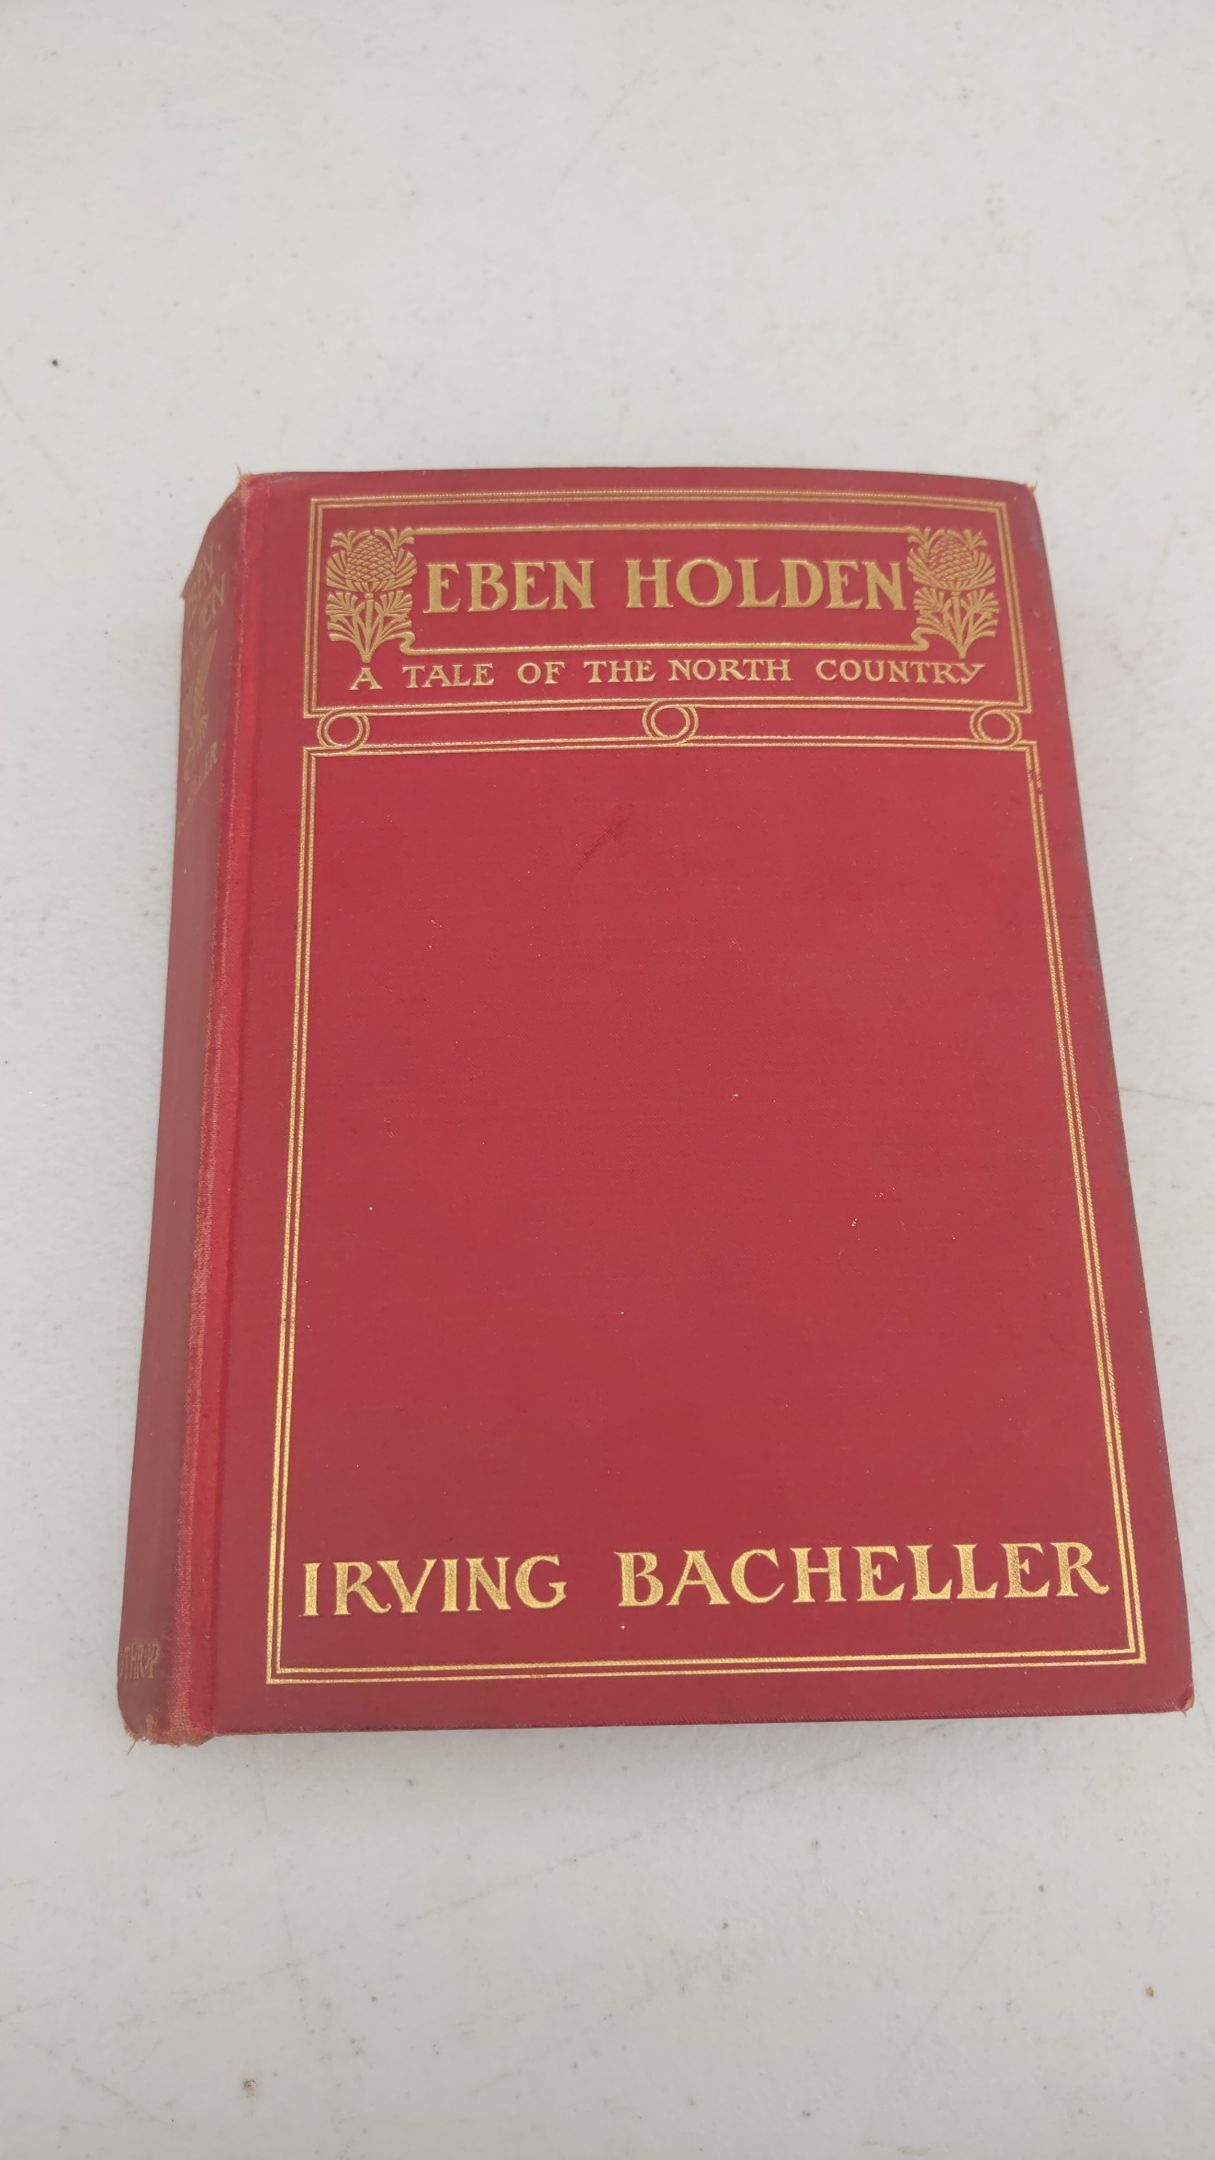 EBEN HOLDEN
A TALE OF THE NORTH COUNTRY
IRVING BACHELLER